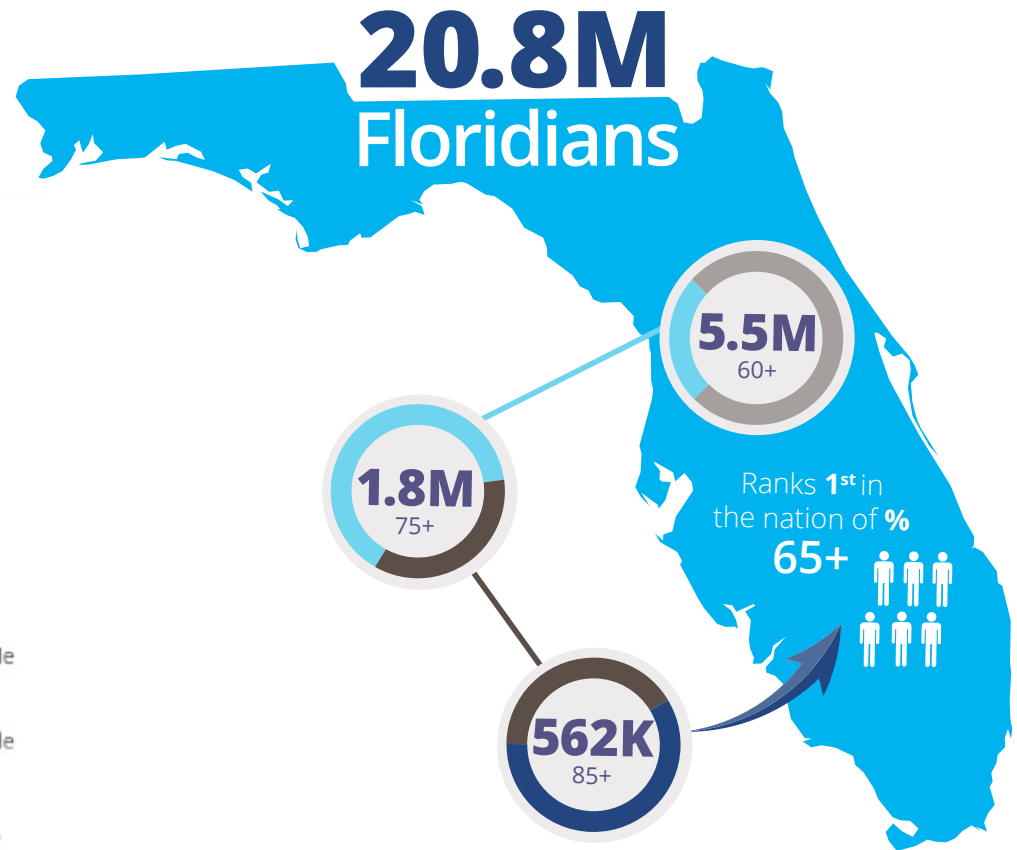 20.8M
Floridians
5.5M
60+
1.8M
75+
Ranks 1st in
the nation of %
65+
562K
85+